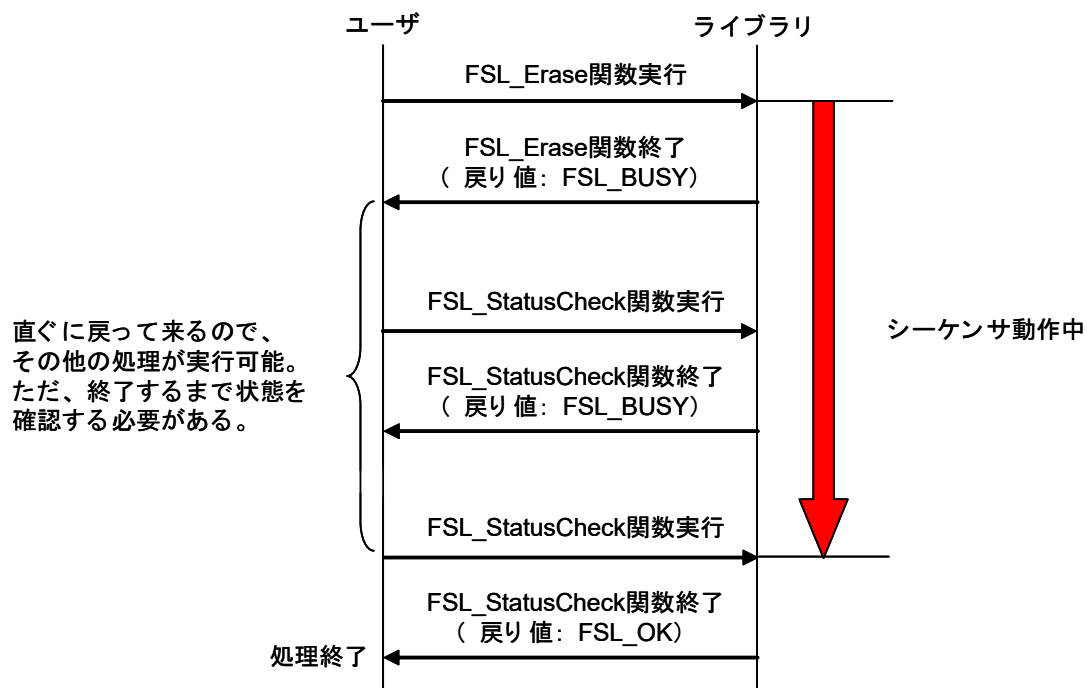 ユーザ
ライブラリ
FSL_Erase関数実行
FSL_Erase関数終了
( 戻り値: FSL_BUSY)
FSL_StatusCheck関数実行
直ぐに戻って来るので、
その他の処理が実行可能。
ただ、終了するまで状態を
確認する必要がある。
シーケンサ動作中
FSL_StatusCheck関数終了
( 戻り値: FSL_BUSY)
FSL_StatusCheck関数実行
FSL_StatusCheck関数終了
( 戻り値: FSL_OK)
処理終了